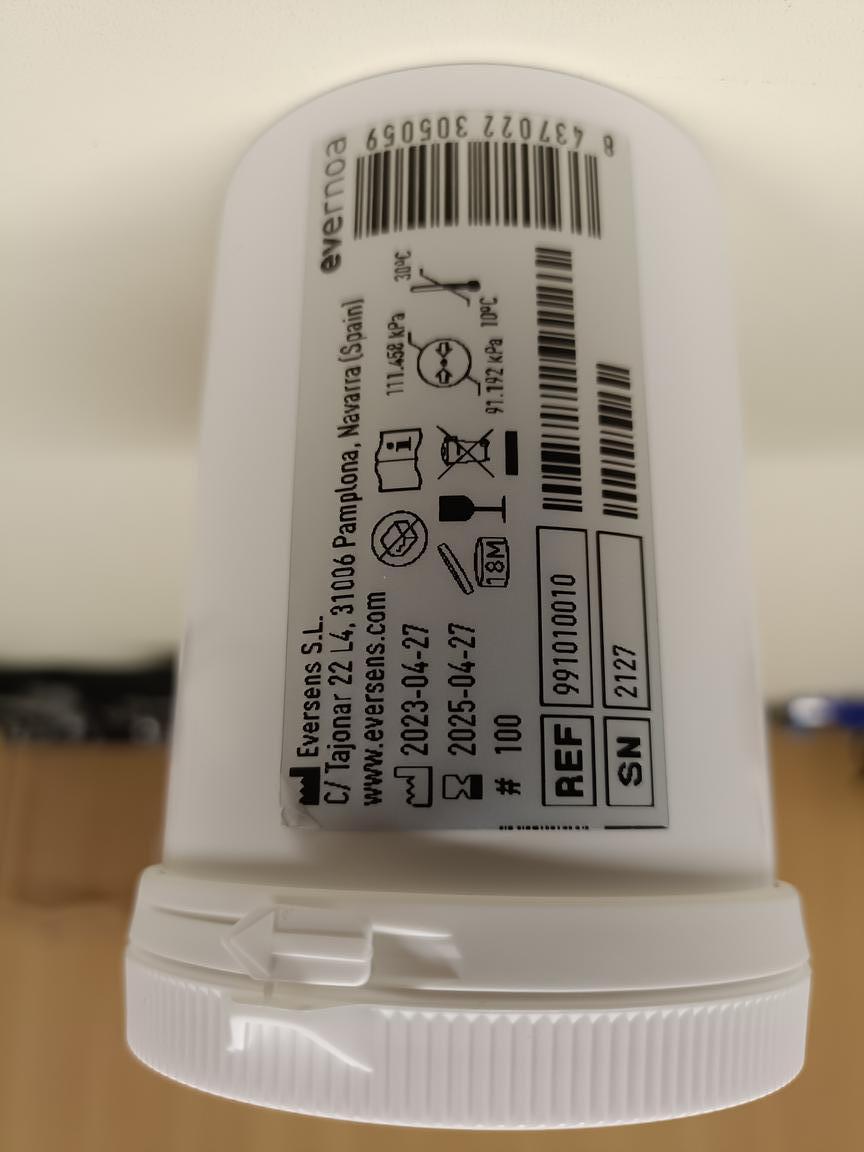 evernoa
Eversens S.L.
C/ Tajonar 22 L4, 31006 Pamplona, Navarra (Spain)
www.eversens.com
2023-04-27
2025-04-27
# 100
18M
111.458 kPa
91.192 kPa
30ºC
10ºC
REF 991010010
SN 2127
8 437022 305059